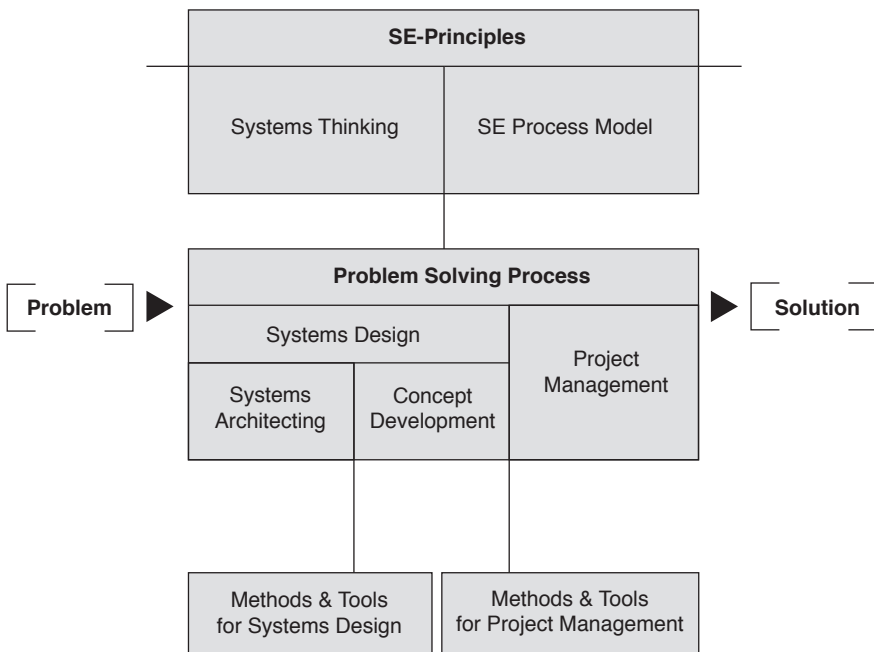 SE-Principles
Systems Thinking
SE Process Model
Problem Solving Process
Problem
Solution
Systems Design
Project
Management
Systems
Architecting
Concept
Development
Methods & Tools
for Systems Design
Methods & Tools
for Project Management